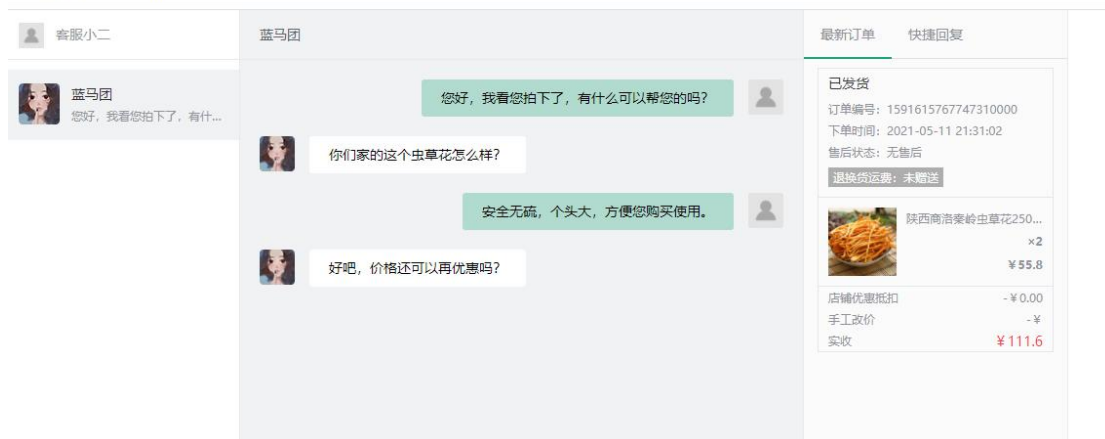 客服小二
蓝马团
您好，我看您拍下了，有什...
蓝马团
您好，我看您拍下了，有什么可以帮您的吗？
你们家的这个虫草花怎么样？
安全无硫，个头大，方便您购买使用。
好吧，价格还可以再优惠吗？
最新订单 快捷回复
已发货
订单编号：1591615767747310000
下单时间：2021-05-11 21:31:02
售后状态：无售后
退换货运费：未赠送
陕西商洛秦岭虫草花250...
×2
¥55.8
店铺优惠抵扣 -¥0.00
手工改价 -¥
实收 ¥111.6